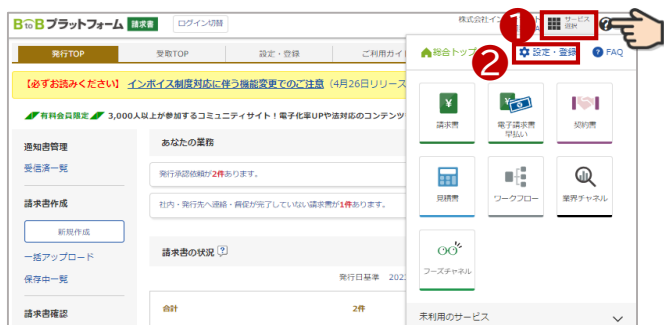 BtoBプラットフォーム 請求書 ログイン切替
株式会社イン
サービス
選択
1
発行TOP 受取TOP 設定・登録 ご利用ガイ
総合トップ 2 設定・登録 FAQ
【必ずお読みください】 インボイス制度対応に伴う機能変更でのご注意 (4月26日リリース
有料会員限定 3,000人以上が参加するコミュニティサイト！電子化率UPや法対応のコンテンツ
通知書管理
受信済一覧
請求書作成
新規作成
一括アップロード
保存中一覧
請求書確認
あなたの業務
発行承認依頼が2件あります。
社内・発行先へ連絡・督促が完了していない請求書が1件あります。
請求書の状況 ?
発行日基準 202
合計 2件
請求書
電子請求書
早払い
契約書
見積書
ワークフロー
業界チャネル
フーズチャネル
未利用のサービス